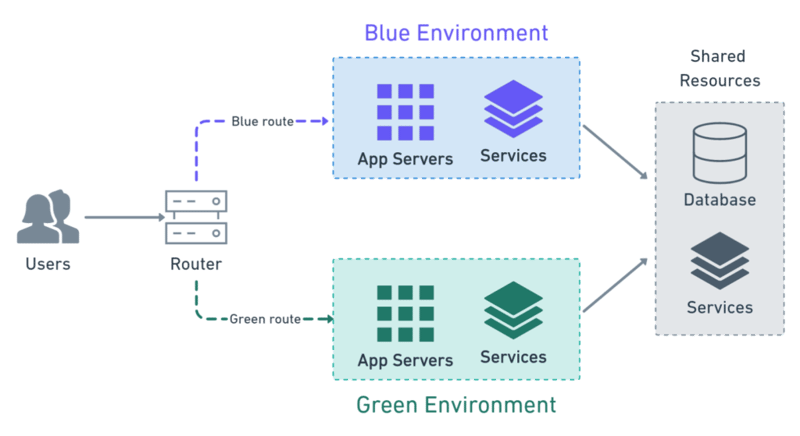 Blue Environment
Shared
Resources
Blue route
App Servers
Services
Database
Users
Router
Services
Green route
App Servers
Services
Green Environment